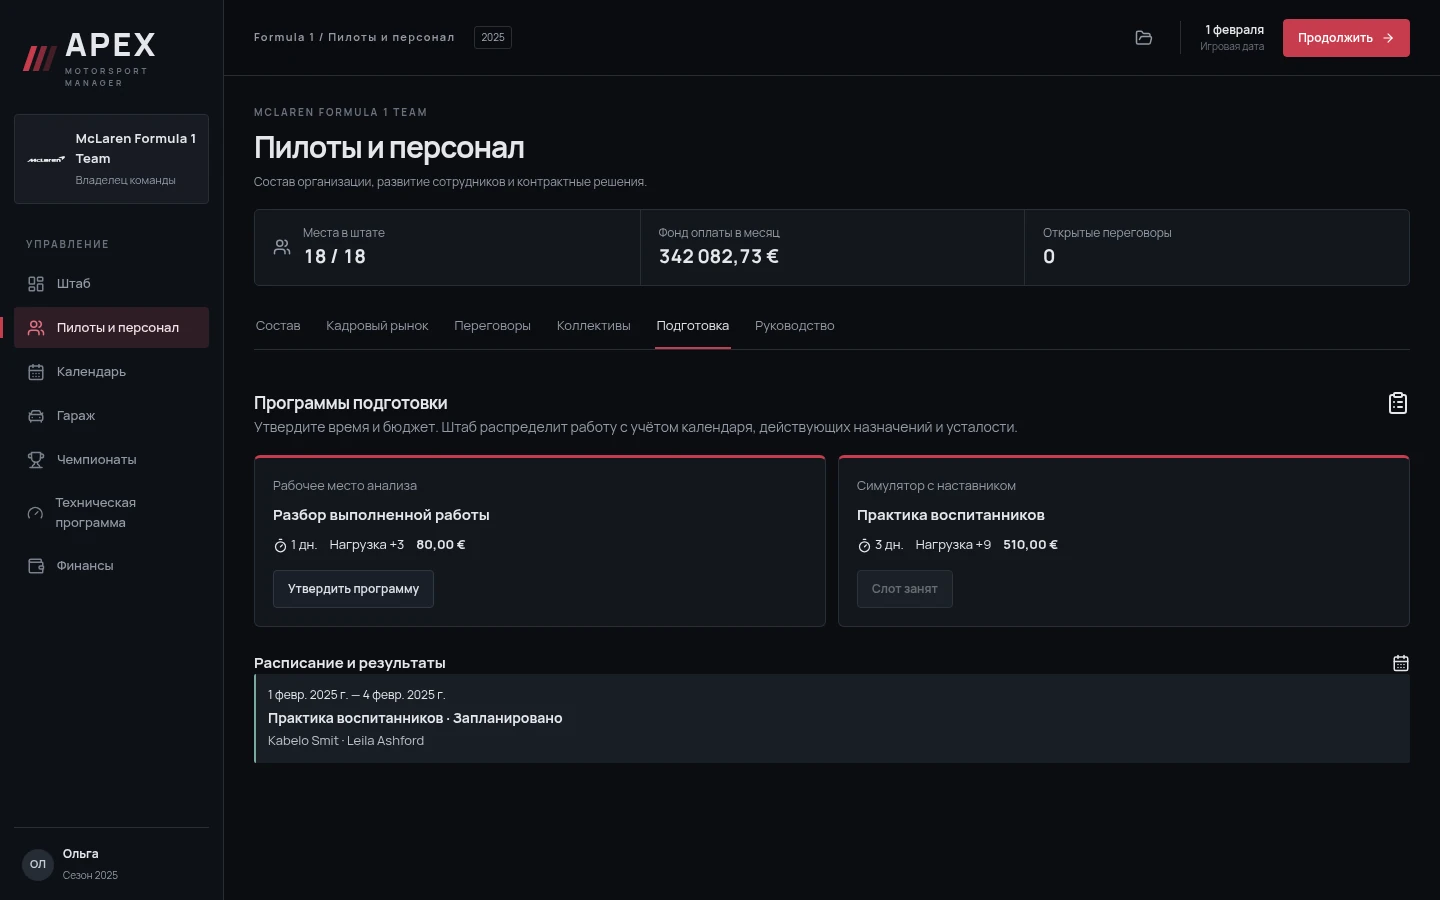 APEX
MOTORSPORT
MANAGER
McLaren
McLaren Formula 1
Team
Владелец команды
УПРАВЛЕНИЕ
Штаб
Пилоты и персонал
Календарь
Гараж
Чемпионаты
Техническая
программа
Финансы
ОЛ
Ольга
Сезон 2025
Formula 1 / Пилоты и персонал
2025
1 февраля
Игровая дата
Продолжить
MCLAREN FORMULA 1 TEAM
Пилоты и персонал
Состав организации, развитие сотрудников и контрактные решения.
Места в штате
18 / 18
Фонд оплаты в месяц
342 082,73 €
Открытые переговоры
0
Состав Кадровый рынок Переговоры Коллективы Подготовка Руководство
Программы подготовки
Утвердите время и бюджет. Штаб распределит работу с учётом календаря, действующих назначений и усталости.
Рабочее место анализа
Разбор выполненной работы
1 дн. Нагрузка +3 80,00 €
Утвердить программу
Симулятор с наставником
Практика воспитанников
3 дн. Нагрузка +9 510,00 €
Слот занят
Расписание и результаты
1 февр. 2025 г. — 4 февр. 2025 г.
Практика воспитанников · Запланировано
Kabelo Smit · Leila Ashford